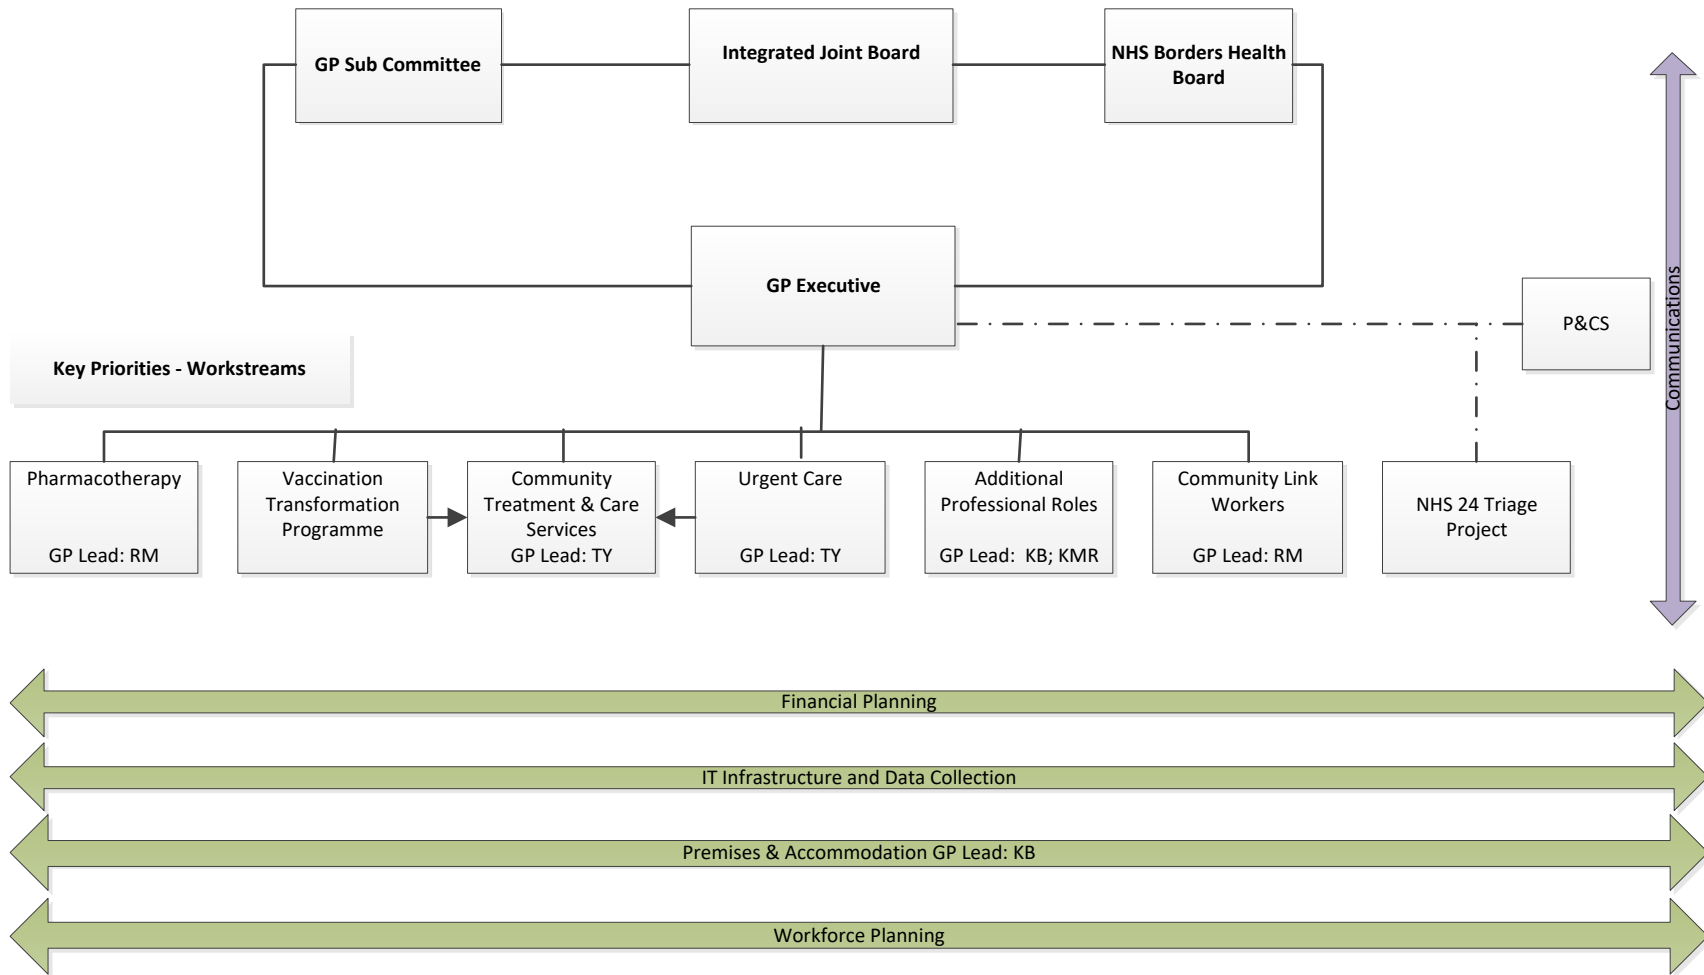 GP Sub Committee
Integrated Joint Board
NHS Borders Health
Board
GP Executive
P&CS
Communications
Key Priorities - Workstreams
Pharmacotherapy
GP Lead: RM
Vaccination
Transformation
Programme
Community
Treatment & Care
Services
GP Lead: TY
Urgent Care
GP Lead: TY
Additional
Professional Roles
GP Lead:  KB; KMR
Community Link
Workers
GP Lead: RM
NHS 24 Triage
Project
Financial Planning
IT Infrastructure and Data Collection
Premises & Accommodation GP Lead: KB
Workforce Planning